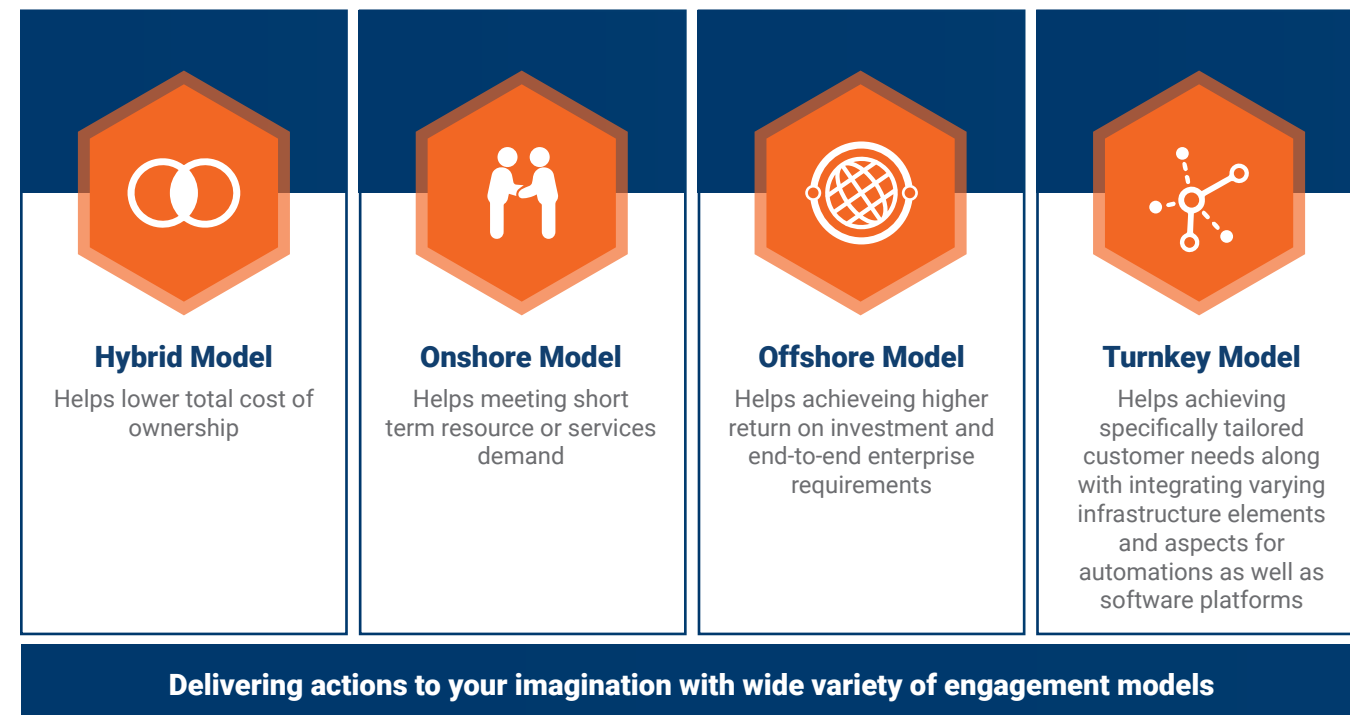 Hybrid Model
Helps lower total cost of
ownership
Onshore Model
Helps meeting short
term resource or services
demand
Offshore Model
Helps achieveing higher
return on investment and
end-to-end enterprise
requirements
Turnkey Model
Helps achieving
specifically tailored
customer needs along
with integrating varying
infrastructure elements
and aspects for
automations as well as
software platforms
Delivering actions to your imagination with wide variety of engagement models